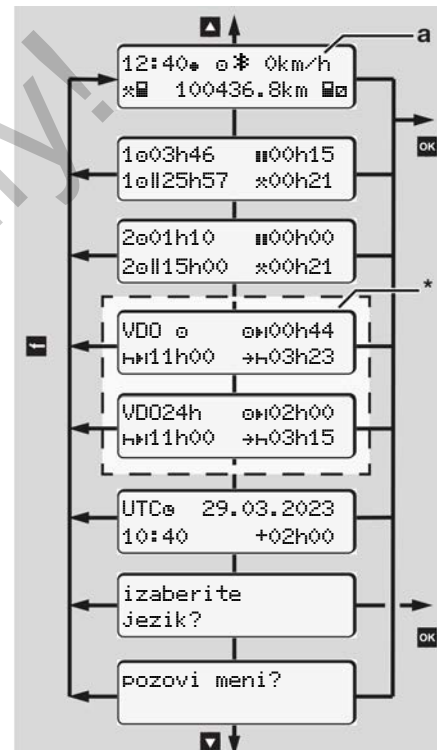 a
12:40● ⊙ᛒ 0km/h
100436.8km
OK
1⊙03h46 00h15
1⊙||25h57 00h21
2⊙01h10 00h00
2⊙||15h00 00h21
*
VDO ⊙ 00h44
11h00 03h23
VDO24h 02h00
11h00 03h15
UTC 29.03.2023
10:40 +02h00
izaberite
jezik?
OK
pozovi meni?